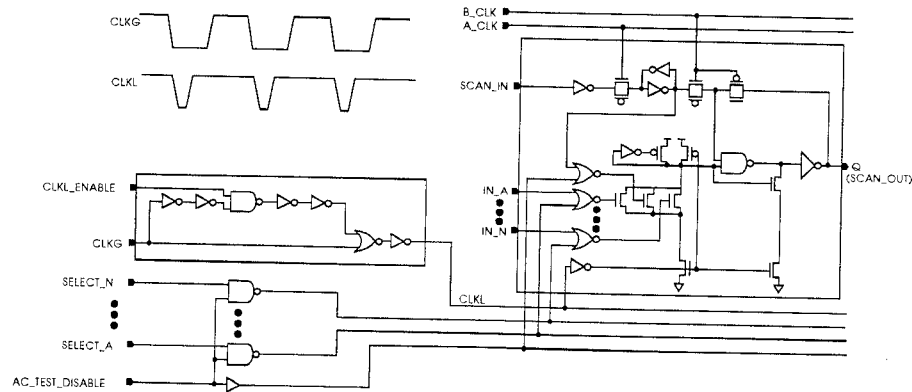 CLKG
CLKL
B_CLK
A_CLK
SCAN_IN
Q
(SCAN_OUT)
CLKL_ENABLE
CLKG
IN_A
IN_N
SELECT_N
CLKL
SELECT_A
AC_TEST_DISABLE